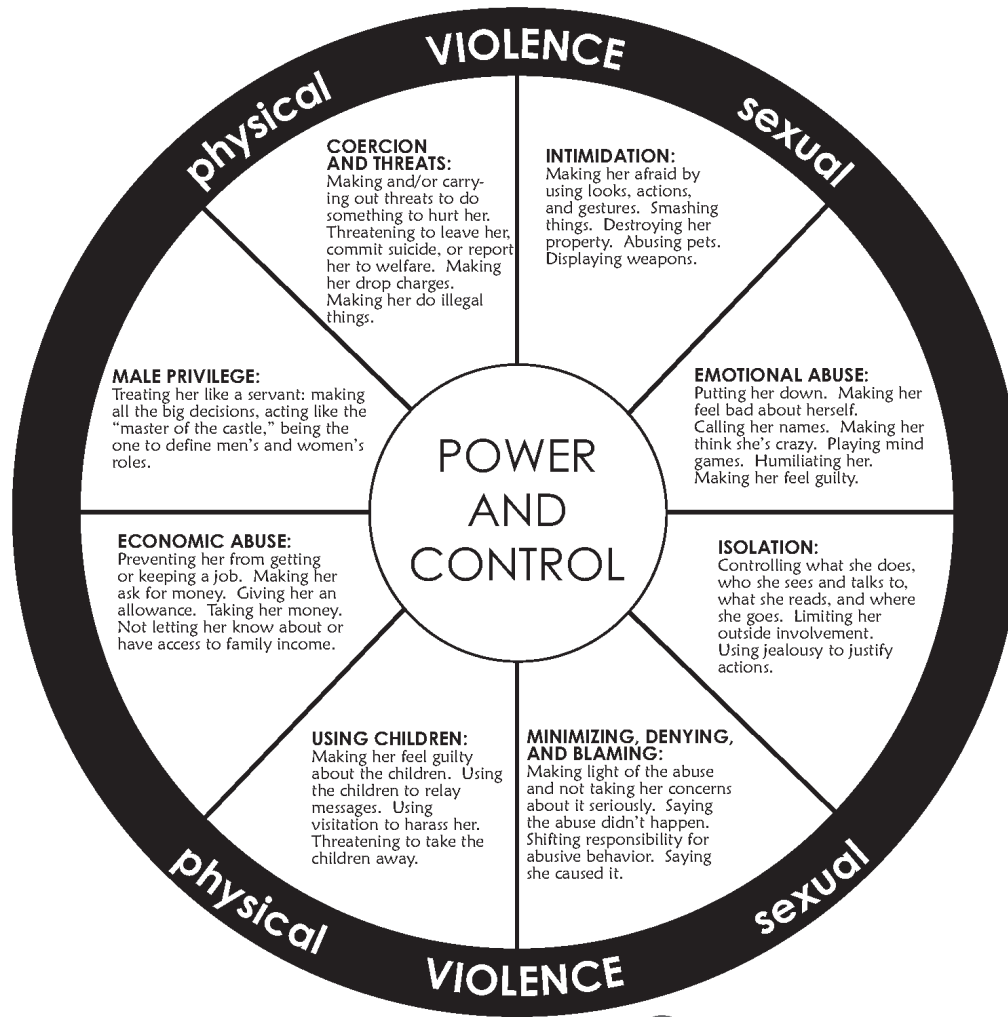 VIOLENCE
physical
sexual
COERCION
AND THREATS:
Making and/or carry-
ing out threats to do
something to hurt her.
Threatening to leave her,
commit suicide, or report
her to welfare.  Making
her drop charges.
Making her do illegal
things.
INTIMIDATION:
Making her afraid by
using looks, actions,
and gestures.  Smashing
things.  Destroying her
property.  Abusing pets.
Displaying weapons.
MALE PRIVILEGE:
Treating her like a servant: making
all the big decisions, acting like the
“master of the castle,” being the
one to define men’s and women’s
roles.
EMOTIONAL ABUSE:
Putting her down.  Making her
feel bad about herself.
Calling her names.  Making her
think she’s crazy.  Playing mind
games.  Humiliating her.
Making her feel guilty.
POWER
AND
CONTROL
ECONOMIC ABUSE:
Preventing her from getting
or keeping a job.  Making her
ask for money.  Giving her an
allowance.  Taking her money.
Not letting her know about or
have access to family income.
ISOLATION:
Controlling what she does,
who she sees and talks to,
what she reads, and where
she goes.  Limiting her
outside involvement.
Using jealousy to justify
actions.
USING CHILDREN:
Making her feel guilty
about the children.  Using
the children to relay
messages.  Using
visitation to harass her.
Threatening to take the
children away.
MINIMIZING, DENYING,
AND BLAMING:
Making light of the abuse
and not taking her concerns
about it seriously.  Saying
the abuse didn’t happen.
Shifting responsibility for
abusive behavior.  Saying
she caused it.
physical
sexual
VIOLENCE